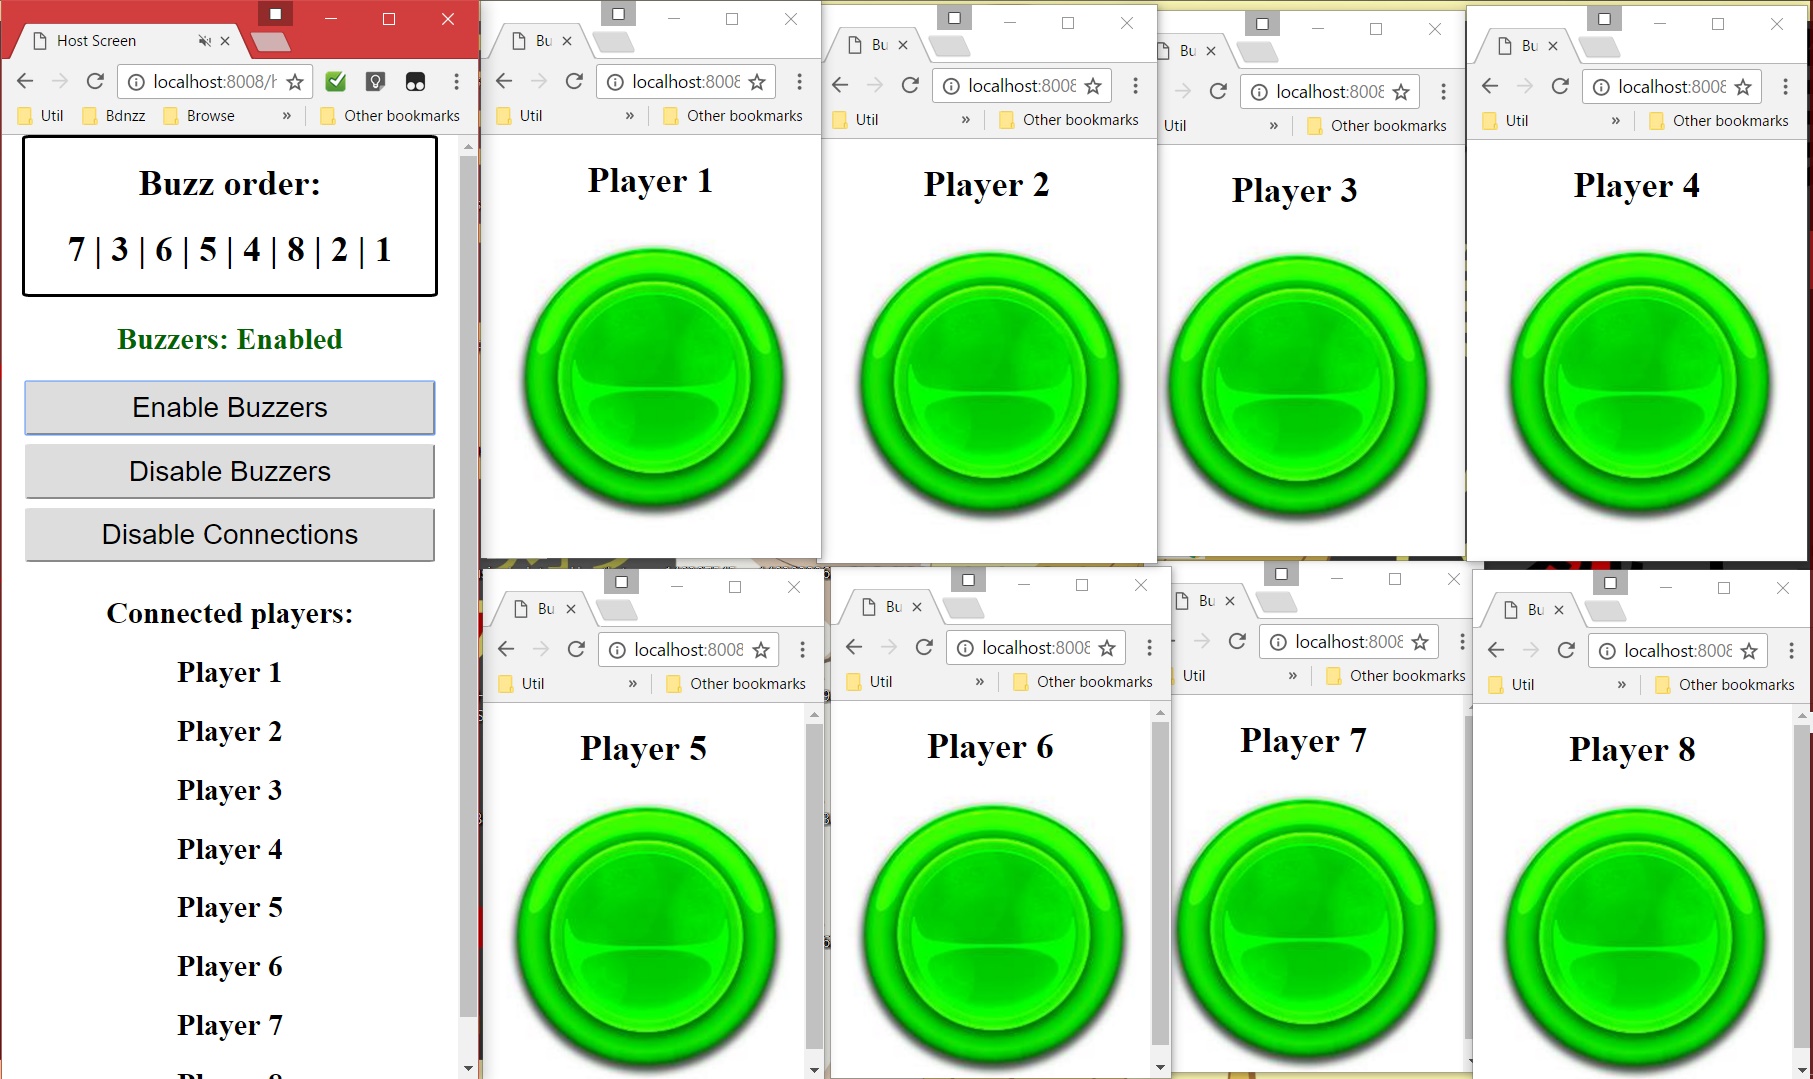 Host Screen
localhost:8008/h
Util
Bdnzz
Browse
»
Other bookmarks
Buzz order:
7 | 3 | 6 | 5 | 4 | 8 | 2 | 1
Buzzers: Enabled
Enable Buzzers
Disable Buzzers
Disable Connections
Connected players:
Player 1
Player 2
Player 3
Player 4
Player 5
Player 6
Player 7
Bu
localhost:8008
Util
»
Other bookmarks
Player 1
Bu
localhost:8008
Util
»
Other bookmarks
Player 2
Bu
localhost:8008
Util
»
Other bookmarks
Player 3
Bu
localhost:8008
Util
»
Other bookmarks
Player 4
Bu
localhost:8008
Util
»
Other bookmarks
Player 5
Bu
localhost:8008
Util
»
Other bookmarks
Player 6
Bu
localhost:8008
Util
»
Other bookmarks
Player 7
Bu
localhost:8008
Util
»
Other bookmarks
Player 8